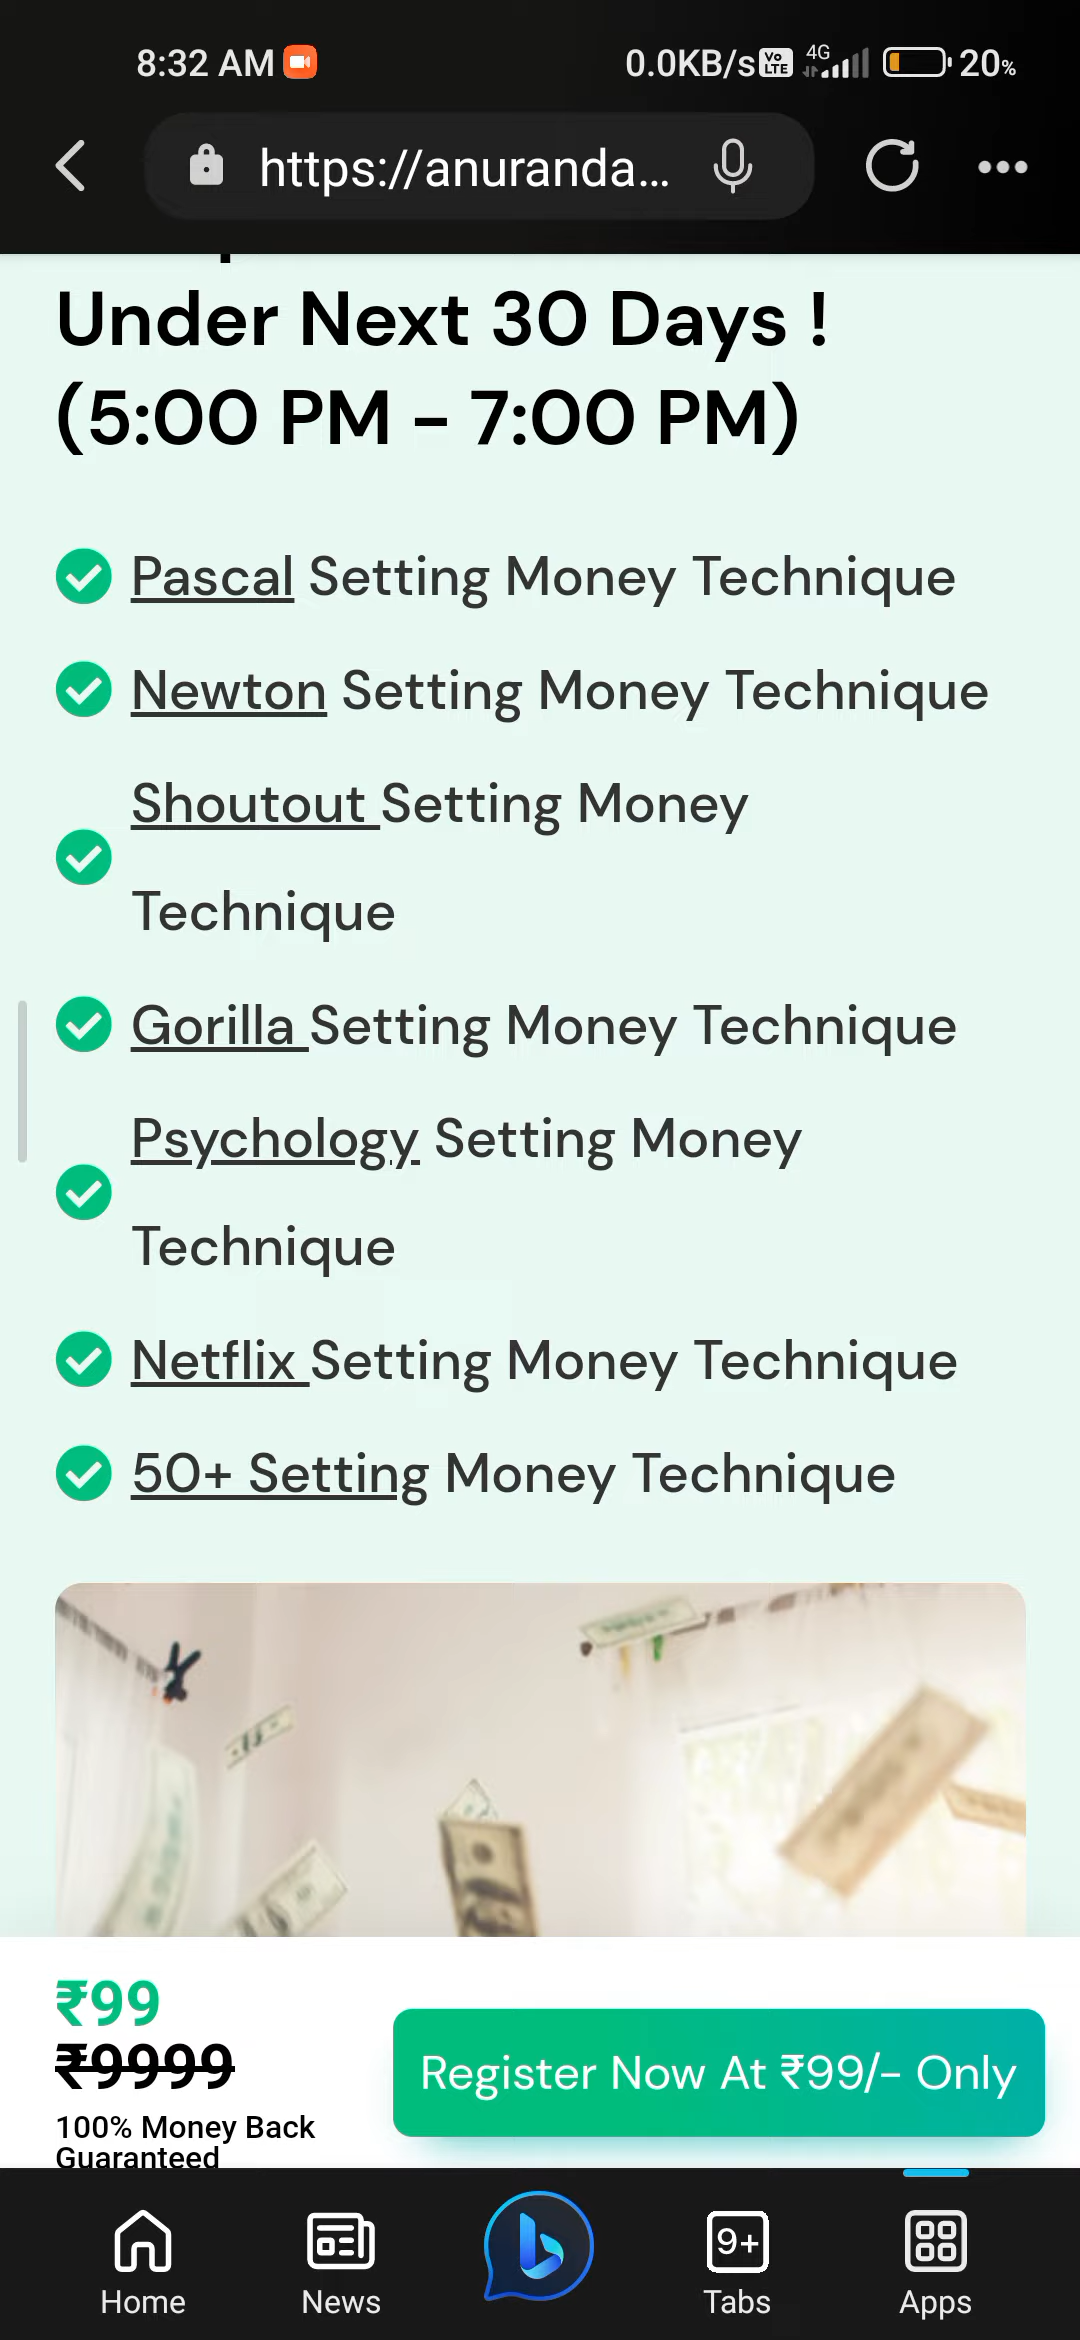 8:32 AM
0.0KB/s Vo LTE 4G 20%
https://anuranda...
Under Next 30 Days !
(5:00 PM - 7:00 PM)
Pascal Setting Money Technique
Newton Setting Money Technique
Shoutout Setting Money
Technique
Gorilla Setting Money Technique
Psychology Setting Money
Technique
Netflix Setting Money Technique
50+ Setting Money Technique
₹99
₹9999
100% Money Back
Guaranteed
Register Now At ₹99/- Only
9+
Home News Tabs Apps